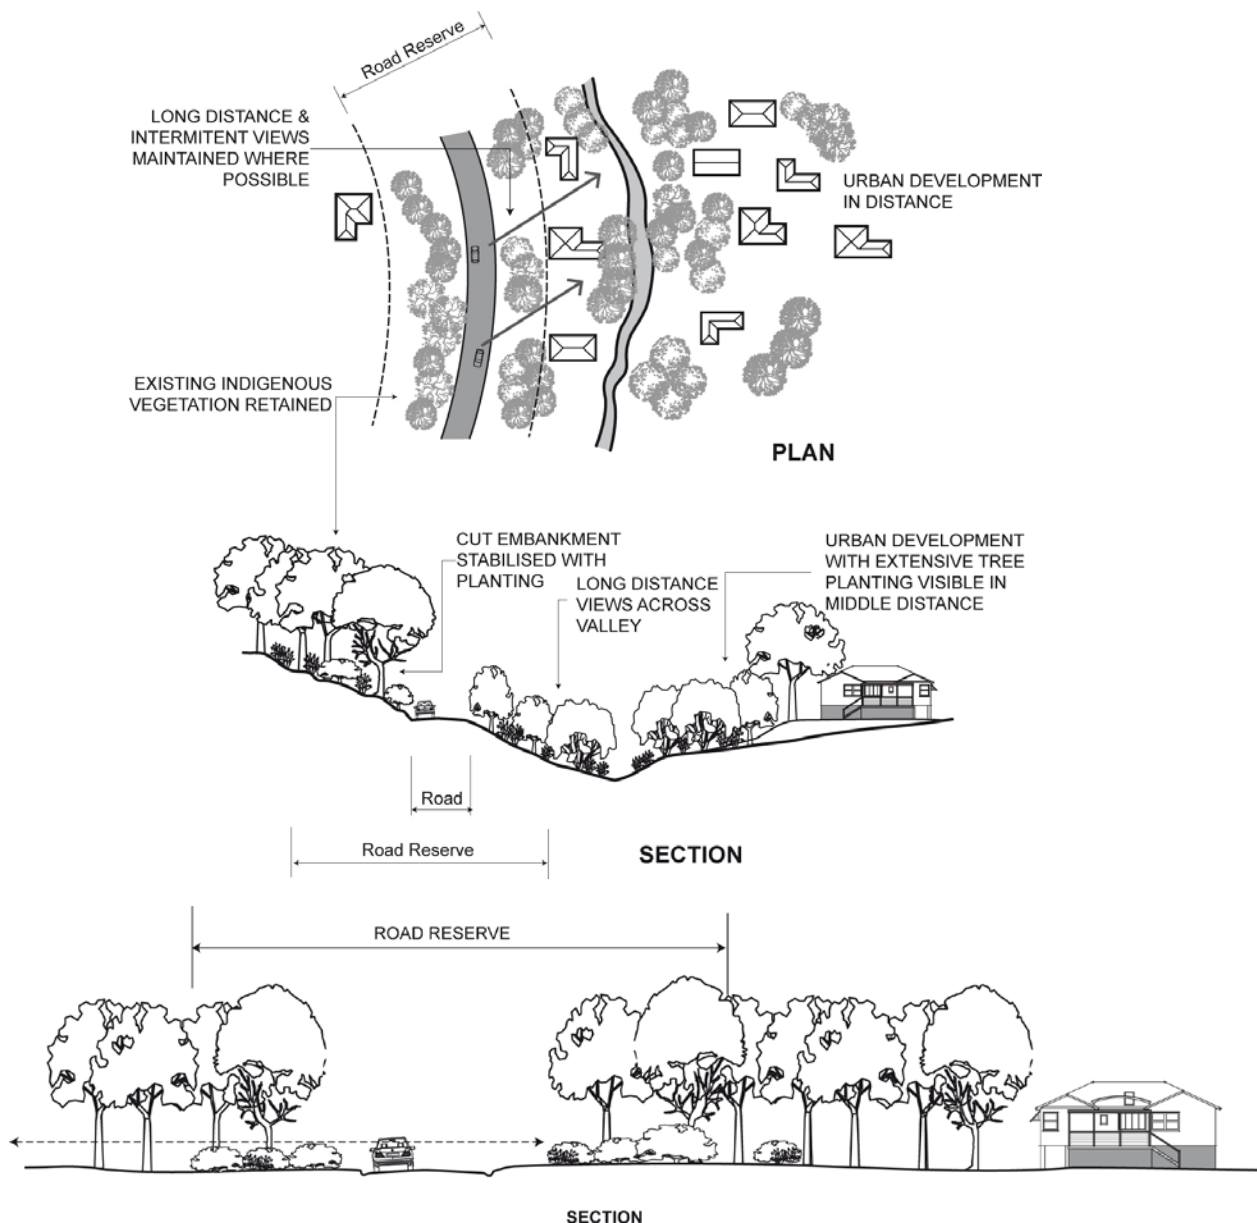 Road Reserve
LONG DISTANCE &
INTERMITENT VIEWS
MAINTAINED WHERE
POSSIBLE
URBAN DEVELOPMENT
IN DISTANCE
EXISTING INDIGENOUS
VEGETATION RETAINED
PLAN
CUT EMBANKMENT
STABILISED WITH
PLANTING
LONG DISTANCE
VIEWS ACROSS
VALLEY
URBAN DEVELOPMENT
WITH EXTENSIVE TREE
PLANTING VISIBLE IN
MIDDLE DISTANCE
Road
Road Reserve
SECTION
ROAD RESERVE
SECTION